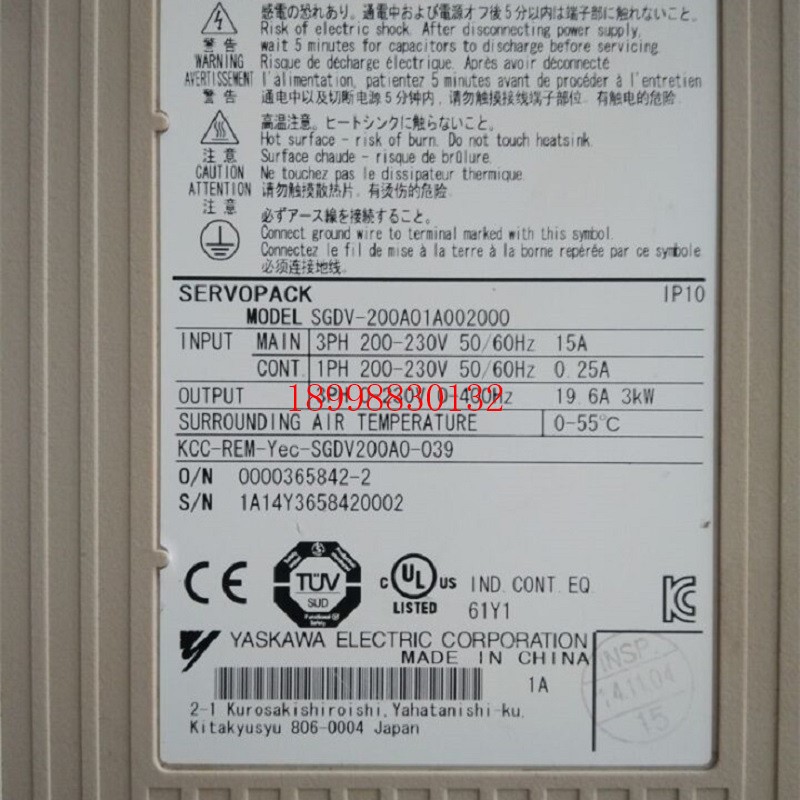 感電の恐れあり。通電中および電源オフ後5分以内は端子部に触れないこと。
Risk of electric shock. After disconnecting power supply,
警告 wait 5 minutes for capacitors to discharge before servicing.
WARNING Risque de décharge électrique. Après avoir déconnecté
AVERTISSEMENT l'alimentation, patientez 5 minutes avant de procéder à l'entretien
警告 通电中以及切断电源5分钟内，请勿触摸接线端子部位。有触电的危险.
高温注意。ヒートシンクに触らないこと。
Hot surface - risk of burn. Do not touch heatsink.
注意 Surface chaude - risque de brûlure.
CAUTION Ne touchez pas le dissipateur thermique.
ATTENTION 请勿触摸散热片。有烫伤的危险.
注意
必ずアース線を接続すること。
Connect ground wire to terminal marked with this symbol.
Connectez le fil de mise à la terre à la borne repérée par ce symbole
必须连接地线.
SERVOPACK IP10
MODEL SGDV-200A01A002000
INPUT MAIN 3PH 200-230V 50/60Hz 15A
CONT. 1PH 200-230V 50/60Hz 0.25A
OUTPUT 3PH 0-230V 0-400Hz 19.6A 3kW
18998830132
SURROUNDING AIR TEMPERATURE 0-55℃
KCC-REM-Yec-SGDV200A0-039
O/N 0000365842-2
S/N 1A14Y3658420002
CE TÜV SÜD Functional Safety
C UL US LISTED IND. CONT. EQ. 61Y1
KC
YASKAWA ELECTRIC CORPORATION
MADE IN CHINA
1A
2-1 Kurosakishiroishi, Yahatanishi-ku,
Kitakyusyu 806-0004 Japan
INSP.
14.11.04
15